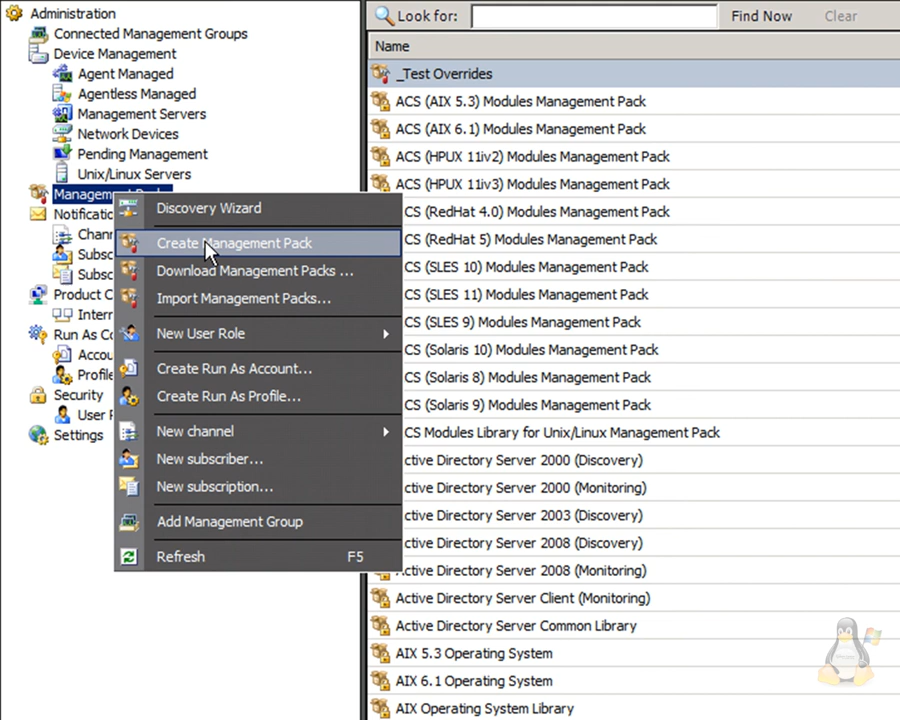 Administration
Connected Management Groups
Device Management
Agent Managed
Agentless Managed
Management Servers
Network Devices
Pending Management
Unix/Linux Servers
Notificatio
Security
Settings
Discovery Wizard
Create Management Pack
Download Management Packs ...
Import Management Packs...
New User Role
Create Run As Account...
Create Run As Profile...
New channel
New subscriber...
New subscription...
Add Management Group
Refresh F5
Look for: Find Now Clear
Name
_Test Overrides
ACS (AIX 5.3) Modules Management Pack
ACS (AIX 6.1) Modules Management Pack
ACS (HPUX 11iv2) Modules Management Pack
ACS (HPUX 11iv3) Modules Management Pack
CS (RedHat 4.0) Modules Management Pack
CS (RedHat 5) Modules Management Pack
CS (SLES 10) Modules Management Pack
CS (SLES 11) Modules Management Pack
CS (SLES 9) Modules Management Pack
CS (Solaris 10) Modules Management Pack
CS (Solaris 8) Modules Management Pack
CS (Solaris 9) Modules Management Pack
CS Modules Library for Unix/Linux Management Pack
ctive Directory Server 2000 (Discovery)
ctive Directory Server 2000 (Monitoring)
ctive Directory Server 2003 (Discovery)
ctive Directory Server 2008 (Discovery)
Active Directory Server 2008 (Monitoring)
Active Directory Server Client (Monitoring)
Active Directory Server Common Library
AIX 5.3 Operating System
AIX 6.1 Operating System
AIX Operating System Library